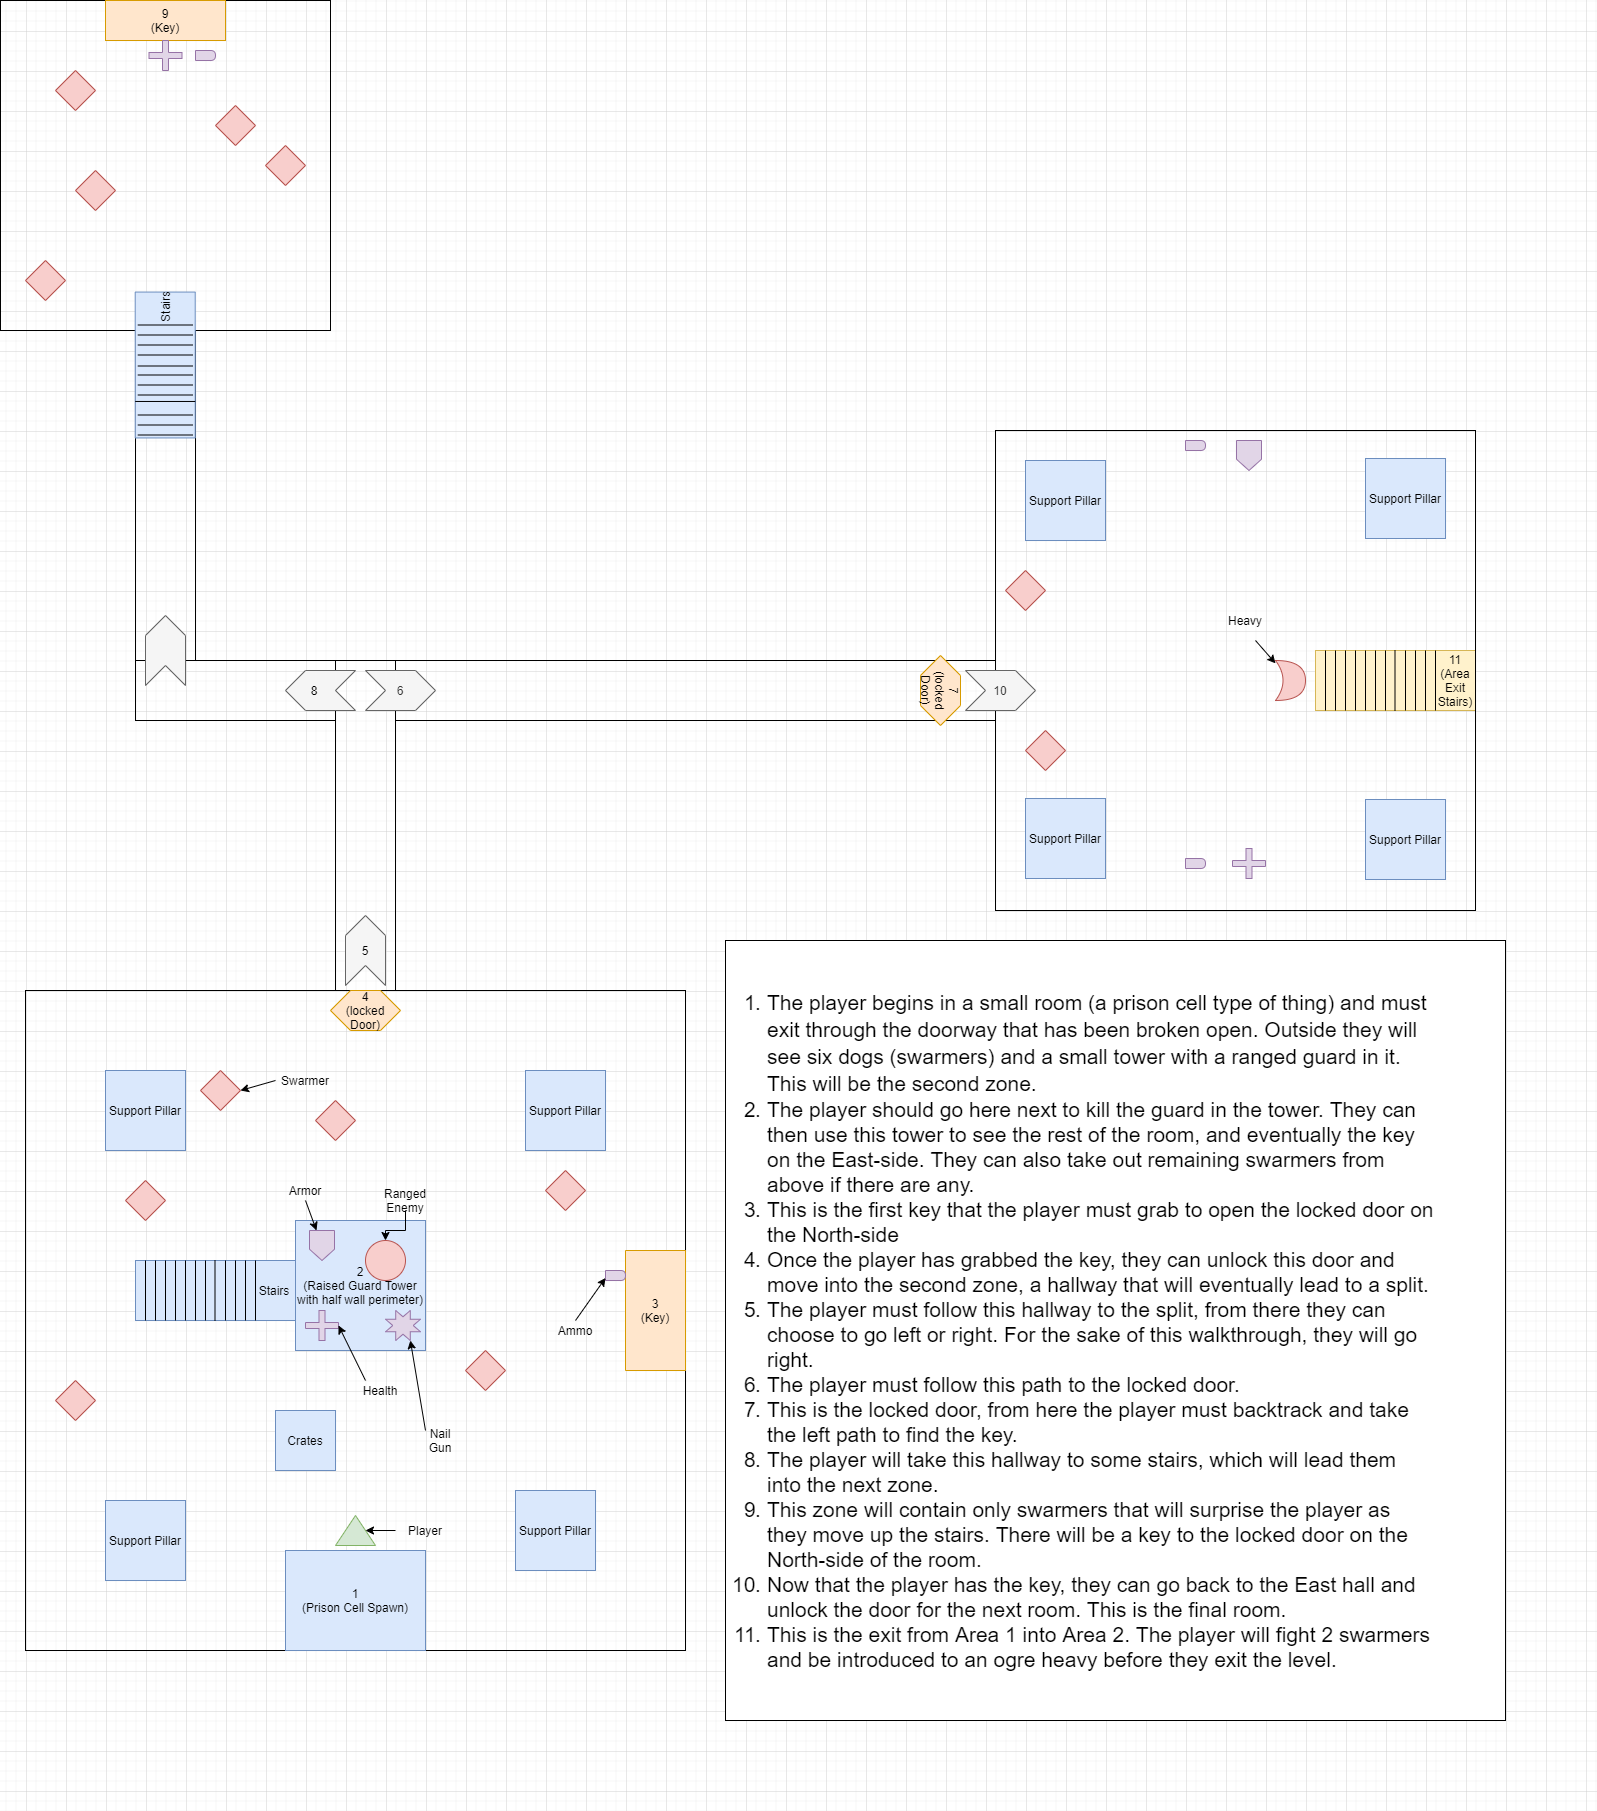 9
(Key)
Stairs
Support Pillar
Support Pillar
Heavy
8
6
7
(locked
Door)
10
11
(Area
Exit
Stairs)
Support Pillar
Support Pillar
5
4
(locked
Door)
Swarmer
Support Pillar
Support Pillar
Armor
Ranged
Enemy
2
(Raised Guard Tower
with half wall perimeter)
Stairs
3
(Key)
Ammo
Health
Nail
Gun
Crates
Player
Support Pillar
Support Pillar
1
(Prison Cell Spawn)
1. The player begins in a small room (a prison cell type of thing) and must
exit through the doorway that has been broken open. Outside they will
see six dogs (swarmers) and a small tower with a ranged guard in it.
This will be the second zone.
2. The player should go here next to kill the guard in the tower. They can
then use this tower to see the rest of the room, and eventually the key
on the East-side. They can also take out remaining swarmers from
above if there are any.
3. This is the first key that the player must grab to open the locked door on
the North-side
4. Once the player has grabbed the key, they can unlock this door and
move into the second zone, a hallway that will eventually lead to a split.
5. The player must follow this hallway to the split, from there they can
choose to go left or right. For the sake of this walkthrough, they will go
right.
6. The player must follow this path to the locked door.
7. This is the locked door, from here the player must backtrack and take
the left path to find the key.
8. The player will take this hallway to some stairs, which will lead them
into the next zone.
9. This zone will contain only swarmers that will surprise the player as
they move up the stairs. There will be a key to the locked door on the
North-side of the room.
10. Now that the player has the key, they can go back to the East hall and
unlock the door for the next room. This is the final room.
11. This is the exit from Area 1 into Area 2. The player will fight 2 swarmers
and be introduced to an ogre heavy before they exit the level.